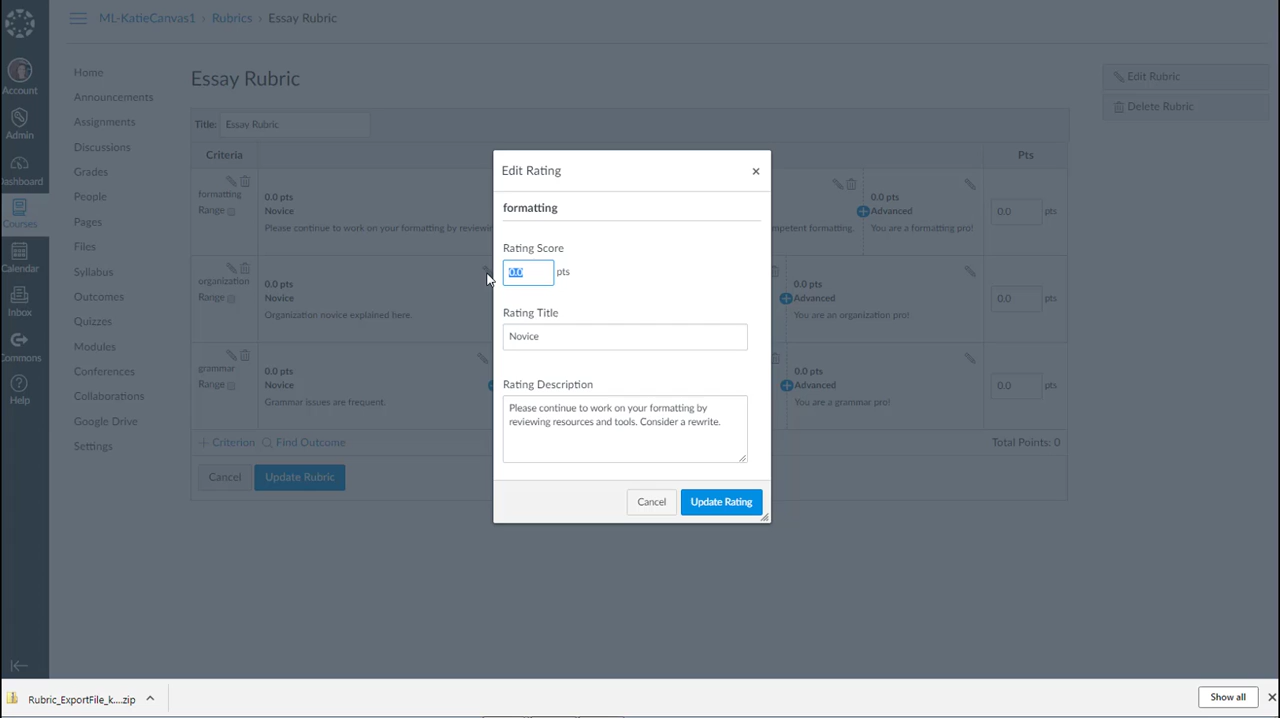 ML-KatieCanvas1 › Rubrics › Essay Rubric
Account
Admin
Dashboard
Courses
Calendar
Inbox
Commons
Help
Home
Announcements
Assignments
Discussions
Grades
People
Pages
Files
Syllabus
Outcomes
Quizzes
Modules
Conferences
Collaborations
Google Drive
Settings
Essay Rubric
Edit Rubric
Delete Rubric
Title: Essay Rubric
Criteria
Pts
formatting
Range
0.0 pts
Novice
Please continue to work on your formatting by reviewin
mpetent formatting.
0.0 pts
Advanced
You are a formatting pro!
0.0 pts
organization
Range
0.0 pts
Novice
Organization novice explained here.
0.0 pts
Advanced
You are an organization pro!
0.0 pts
grammar
Range
0.0 pts
Novice
Grammar issues are frequent.
0.0 pts
Advanced
You are a grammar pro!
0.0 pts
+ Criterion Find Outcome
Total Points: 0
Cancel
Update Rubric
Edit Rating
×
formatting
Rating Score
0.0 pts
Rating Title
Novice
Rating Description
Please continue to work on your formatting by
reviewing resources and tools. Consider a rewrite.
Cancel
Update Rating
Rubric_ExportFile_k....zip
Show all